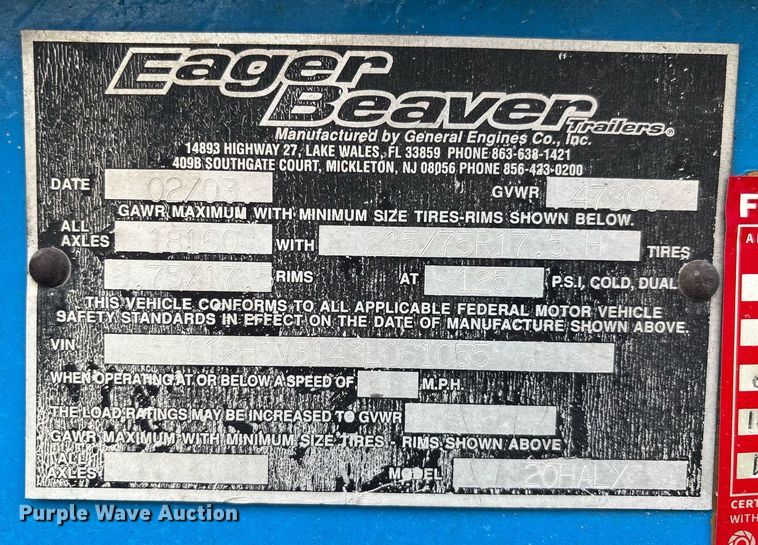 Eager
Beaver Trailers®
Manufactured by General Engines Co., Inc.
14893 HIGHWAY 27, LAKE WALES, FL 33859 PHONE 863-638-1421
409B SOUTHGATE COURT, MICKLETON, NJ 08056 PHONE 856-423-0200
DATE 02/03 GVWR 47900
GAWR MAXIMUM WITH MINIMUM SIZE TIRES-RIMS SHOWN BELOW.
ALL AXLES 18160 WITH 215/75R17.5 H TIRES
RIMS AT 125 P.S.I, COLD, DUAL
THIS VEHICLE CONFORMS TO ALL APPLICABLE FEDERAL MOTOR VEHICLE
SAFETY STANDARDS IN EFFECT ON THE DATE OF MANUFACTURE SHOWN ABOVE.
VIN
WHEN OPERATING AT OR BELOW A SPEED OF M.P.H.
THE LOAD RATINGS MAY BE INCREASED TO GVWR
GAWR MAXIMUM WITH MINIMUM SIZE TIRES - RIMS SHOWN ABOVE
ALL AXLES MODEL 20HALX
CERT
WITH
Purple Wave Auction